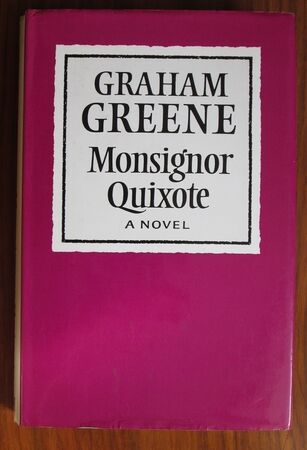 GRAHAM
GREENE
Monsignor
Quixote
A NOVEL